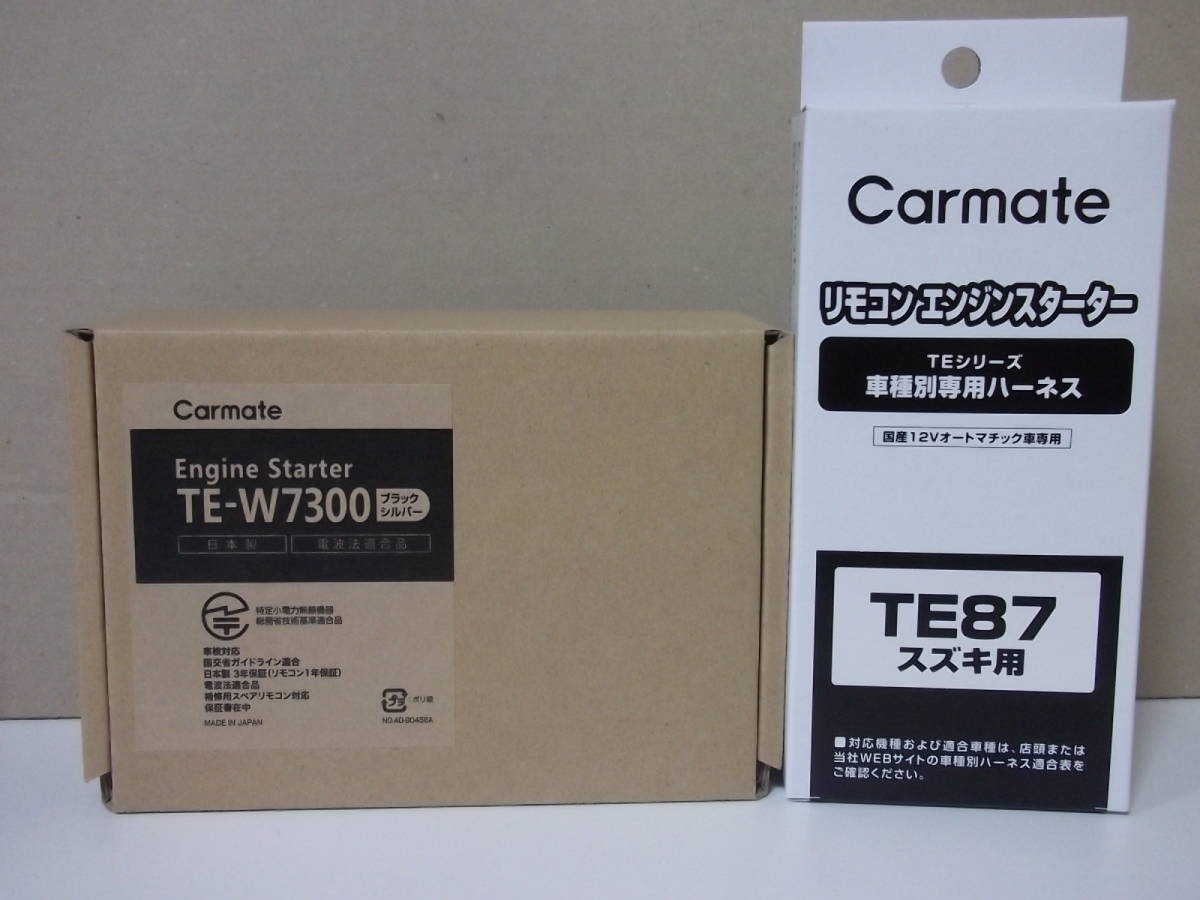 Carmate
Engine Starter
TE-W7300
ブラック
シルバー
日本製
電波法適合品
特定小電力無線機器
総務省技術基準適合品
車検対応
国交省ガイドライン適合
日本製 3年保証(リモコン1年保証)
電波法適合品
補修用スペアリモコン対応
保証書在中
MADE IN JAPAN
プラ
ポリ袋
Carmate
リモコンエンジンスターター
TEシリーズ
車種別専用ハーネス
国産12Vオートマチック車専用
TE87
スズキ用
■対応機種および適合車種は、店頭または
当社WEBサイトの車種別ハーネス適合表を
ご確認ください。